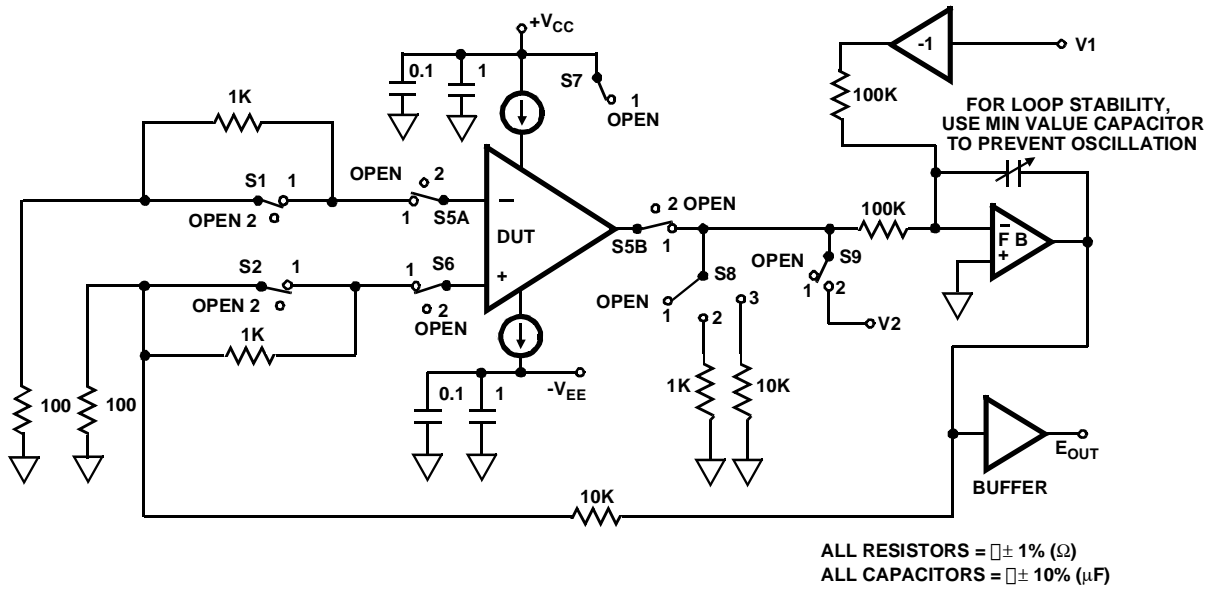 +VCC
0.1
1
S7
1
OPEN
-1
V1
100K
FOR LOOP STABILITY,
USE MIN VALUE CAPACITOR
TO PREVENT OSCILLATION
1K
S1
1
OPEN 2
OPEN
2
1
S5A
−
DUT
+
S5B
2 OPEN
1
100K
−
F B
+
S2
1
OPEN 2
1K
1
S6
2
OPEN
S8
OPEN
1
2
3
S9
OPEN
1
2
V2
1K
10K
0.1
1
-VEE
100
100
10K
EOUT
BUFFER
ALL RESISTORS = □± 1% (Ω)
ALL CAPACITORS = □± 10% (μF)